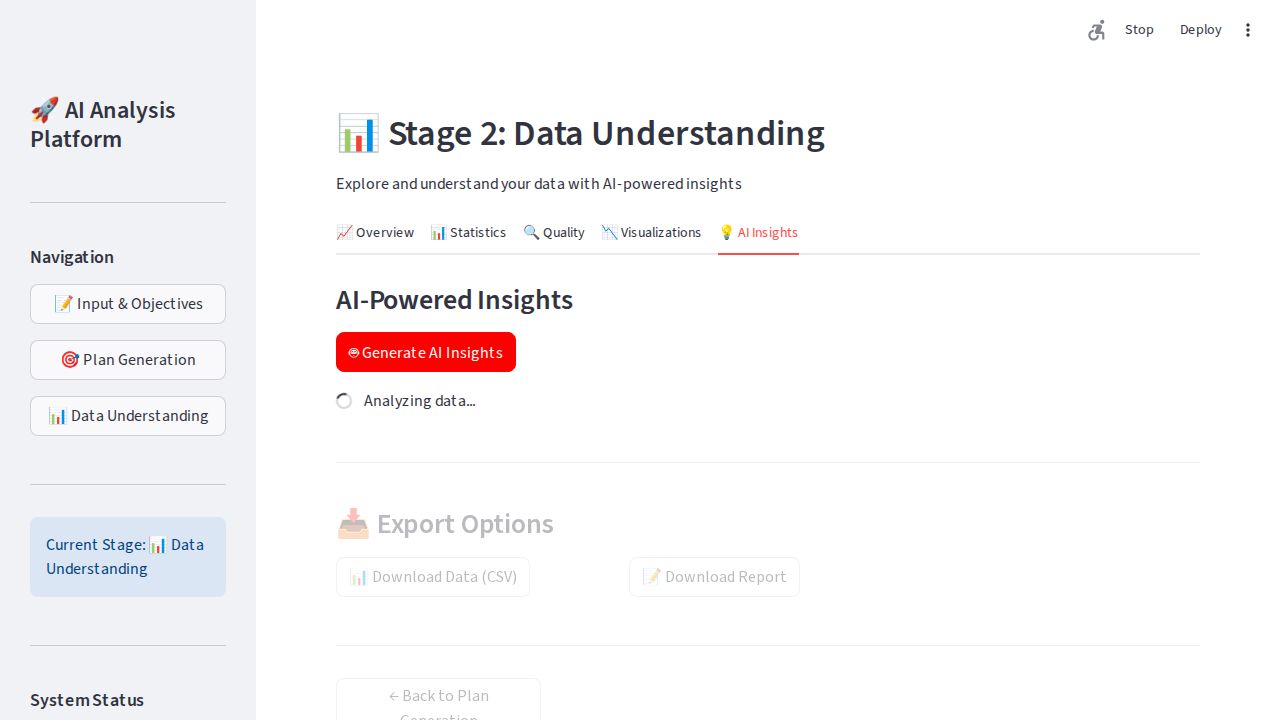 Stop
Deploy
🚀 AI Analysis
Platform
Navigation
📝 Input & Objectives
🎯 Plan Generation
📊 Data Understanding
Current Stage: 📊 Data
Understanding
System Status
📊 Stage 2: Data Understanding
Explore and understand your data with AI-powered insights
📈 Overview
📊 Statistics
🔍 Quality
📉 Visualizations
💡 AI Insights
AI-Powered Insights
Generate AI Insights
Analyzing data...
📥 Export Options
📊 Download Data (CSV)
📝 Download Report
← Back to Plan
Generation